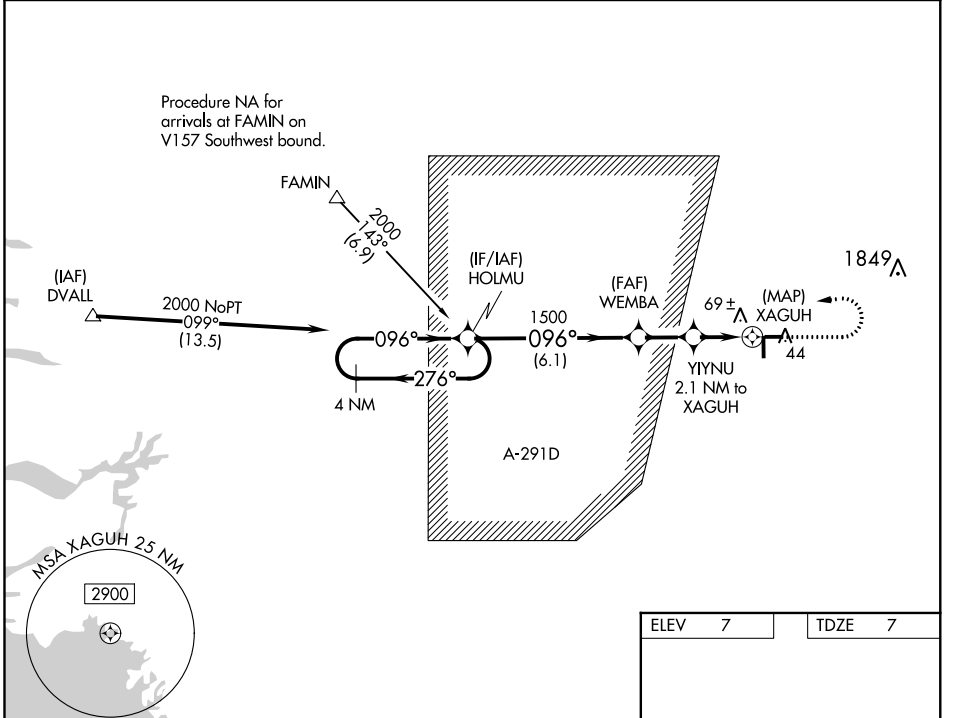 Procedure NA for
arrivals at FAMIN on
V157 Southwest bound.
FAMIN
2000
143°
(6.9)
(IAF)
DVALL
2000 NoPT
099°
(13.5)
(IF/IAF)
HOLMU
096°
276°
4 NM
1500
096°
(6.1)
(FAF)
WEMBA
69 ±
(MAP)
XAGUH
1849
44
YIYNU
2.1 NM to
XAGUH
A-291D
MSA XAGUH 25 NM
2900
ELEV 7
TDZE 7